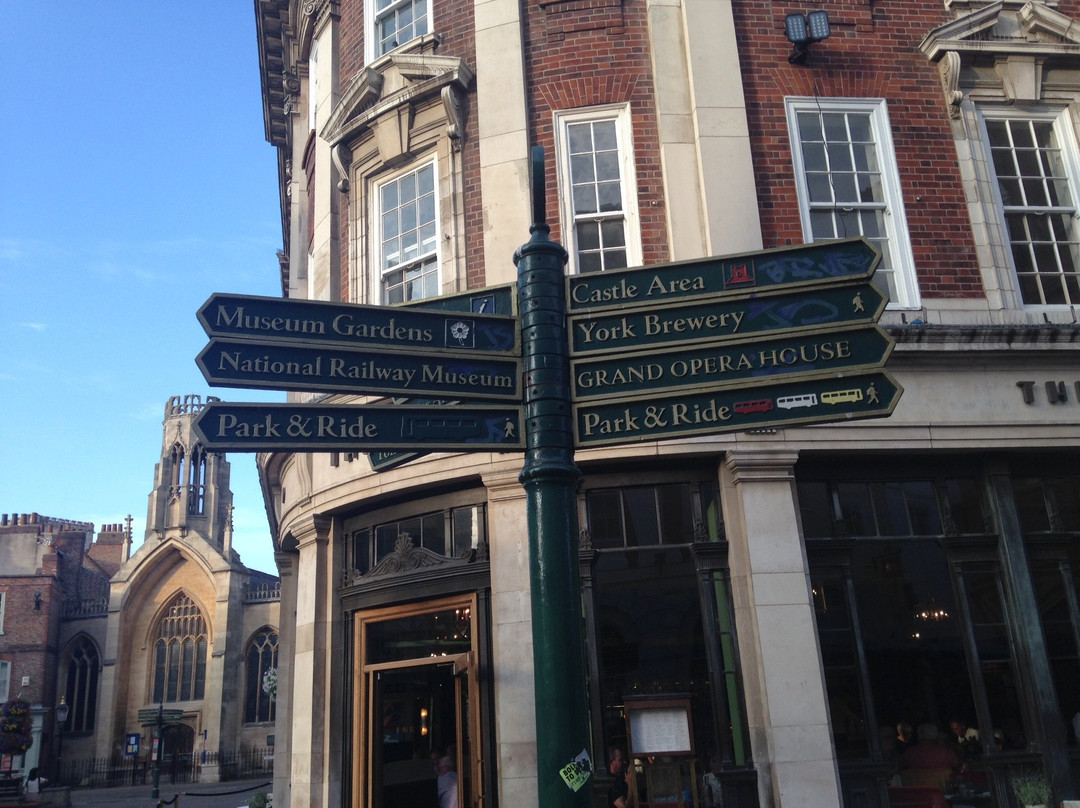 Museum Gardens
National Railway Museum
Park & Ride
Castle Area
York Brewery
GRAND OPERA HOUSE
Park & Ride